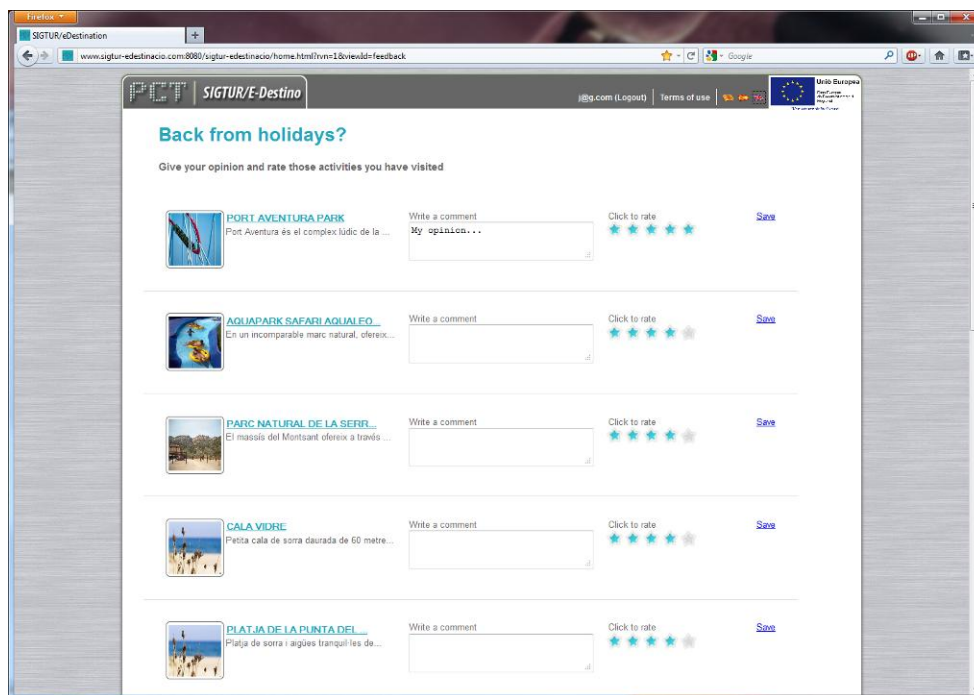 Firefox
SIGTUR/eDestination
www.sigtur-edestinacio.com:8080/sigtur-edestinacio/home.html?rvn=1&viewId=feedback
Google
PCT SIGTUR/E-Destino
j@g.com (Logout) Terms of use
Unió Europea
Back from holidays?
Give your opinion and rate those activities you have visited
PORT AVENTURA PARK Write a comment Click to rate Save
Port Aventura és el complex lúdic de la ... My opinion...
AQUAPARK SAFARI AQUALEO... Write a comment Click to rate Save
En un incomparable marc natural, ofereix...
PARC NATURAL DE LA SERR... Write a comment Click to rate Save
El massís del Montsant ofereix a través ...
CALA VIDRE Write a comment Click to rate Save
Petita cala de sorra daurada de 60 metre...
PLATJA DE LA PUNTA DEL ... Write a comment Click to rate Save
Platja de sorra i aigües tranquil·les de...